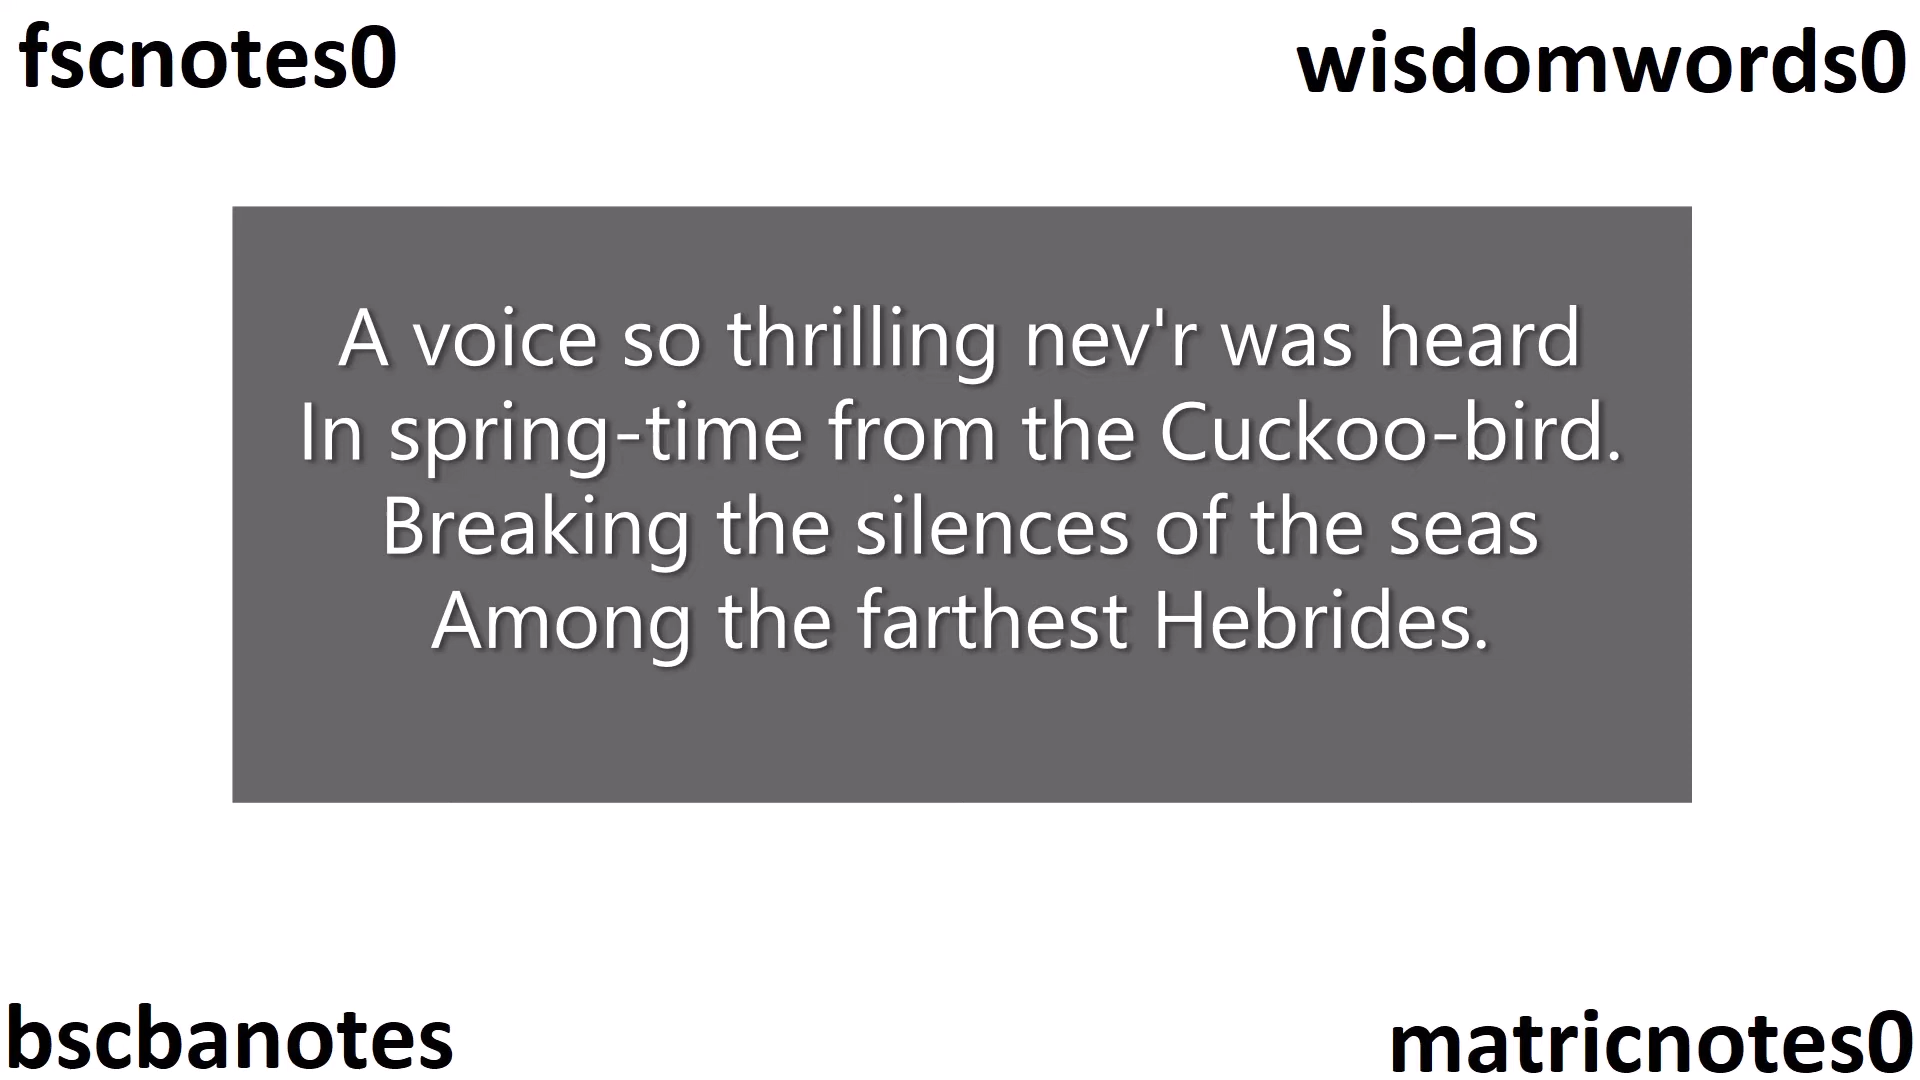 fscnotes0
wisdomwords0
A voice so thrilling nev'r was heard
In spring-time from the Cuckoo-bird.
Breaking the silences of the seas
Among the farthest Hebrides.
bscbanotes
matricnotes0